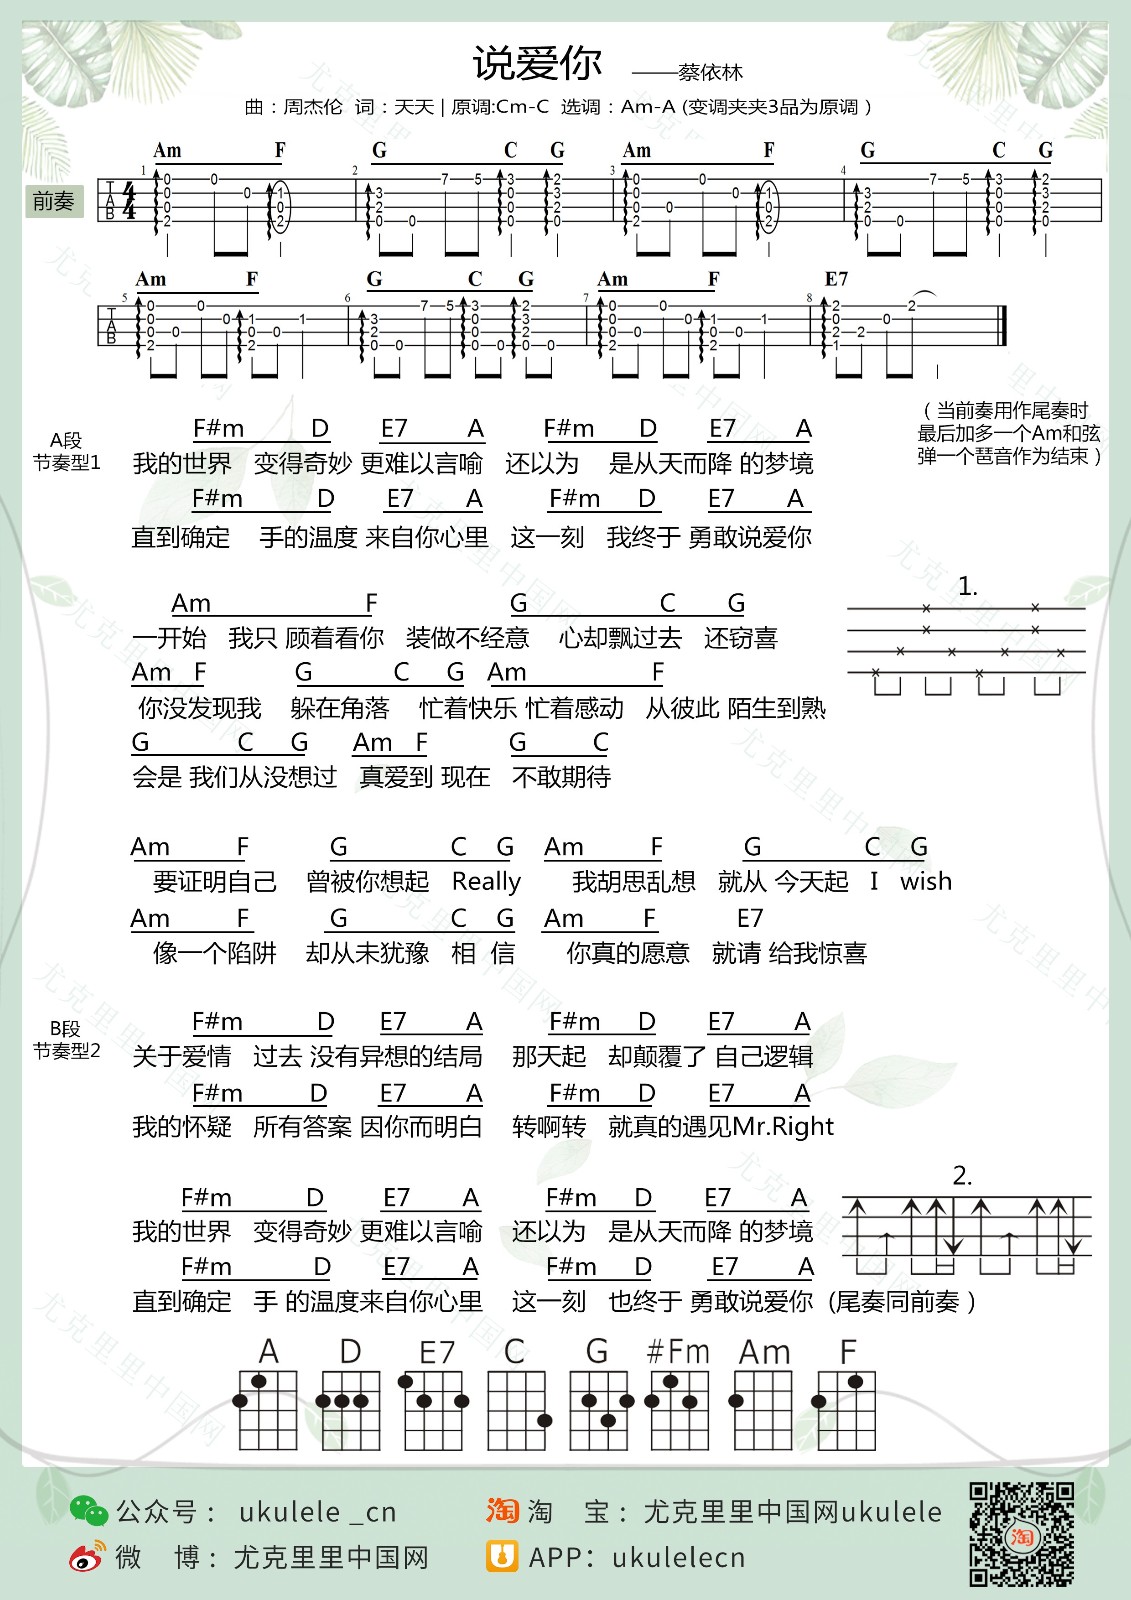 说爱你 ——蔡依林
曲：周杰伦 词：天天 | 原调:Cm-C 选调：Am-A (变调夹夹3品为原调 )
Am F G C G Am F G C G
前奏
Am F G C G Am F E7
( 当前奏用作尾奏时
最后加多一个Am和弦
弹一个琶音作为结束 )
A段
节奏型1
F#m D E7 A F#m D E7 A
我的世界 变得奇妙 更难以言喻 还以为 是从天而降 的梦境
F#m D E7 A F#m D E7 A
直到确定 手的温度 来自你心里 这一刻 我终于 勇敢说爱你
1.
Am F G C G
一开始 我只 顾着看你 装做不经意 心却飘过去 还窃喜
Am F G C G Am F
你没发现我 躲在角落 忙着快乐 忙着感动 从彼此 陌生到熟
G C G Am F G C
会是 我们从没想过 真爱到 现在 不敢期待
Am F G C G Am F G C G
要证明自己 曾被你想起 Really 我胡思乱想 就从 今天起 I wish
Am F G C G Am F E7
像一个陷阱 却从未犹豫 相 信 你真的愿意 就请 给我惊喜
B段
节奏型2
F#m D E7 A F#m D E7 A
关于爱情 过去 没有异想的结局 那天起 却颠覆了 自己逻辑
F#m D E7 A F#m D E7 A
我的怀疑 所有答案 因你而明白 转啊转 就真的遇见Mr.Right
2.
F#m D E7 A F#m D E7 A
我的世界 变得奇妙 更难以言喻 还以为 是从天而降 的梦境
F#m D E7 A F#m D E7 A
直到确定 手 的温度来自你心里 这一刻 也终于 勇敢说爱你 (尾奏同前奏 )
A D E7 C G #Fm Am F
公众号： ukulele _cn
淘 宝：尤克里里中国网ukulele
微 博：尤克里里中国网
APP：ukulelecn
淘